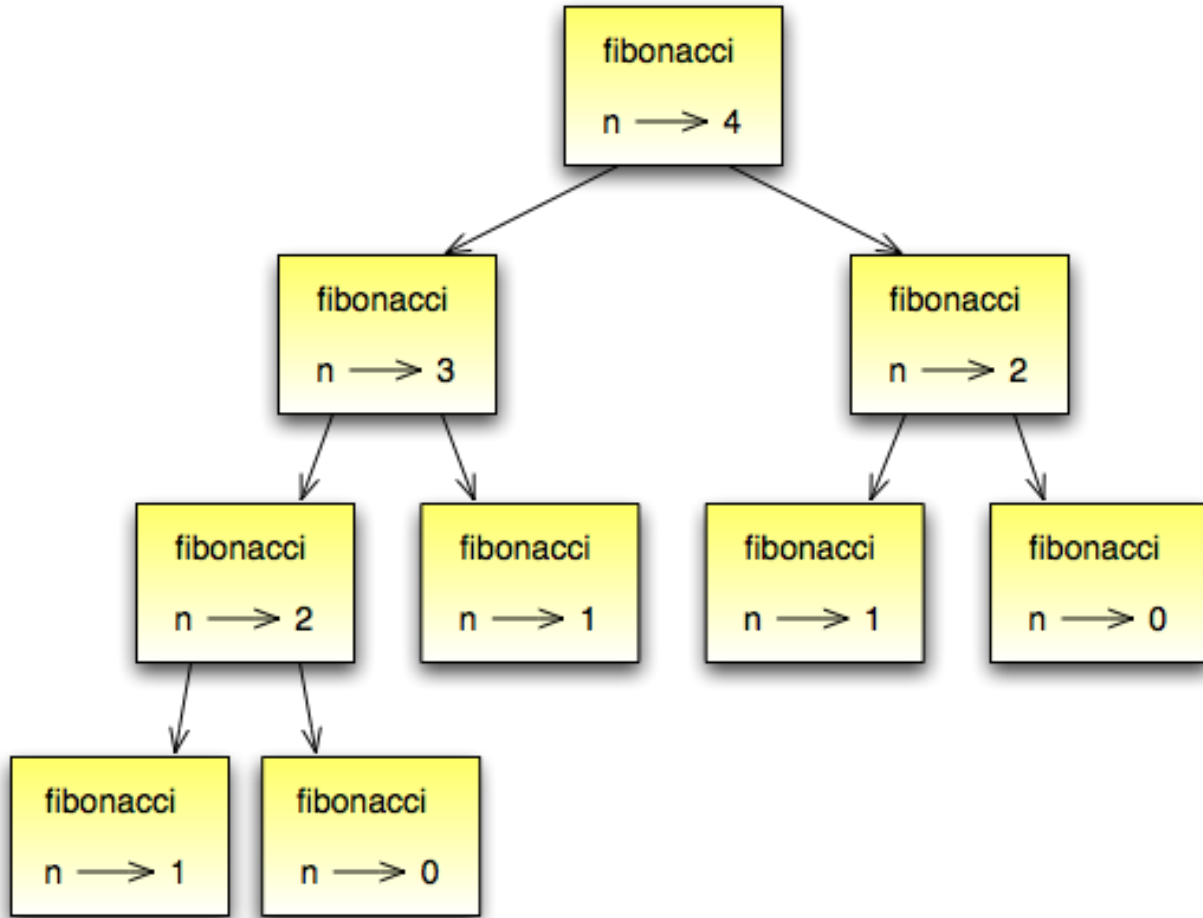 fibonacci
n → 4
fibonacci
n → 3
fibonacci
n → 2
fibonacci
n → 2
fibonacci
n → 1
fibonacci
n → 1
fibonacci
n → 0
fibonacci
n → 1
fibonacci
n → 0